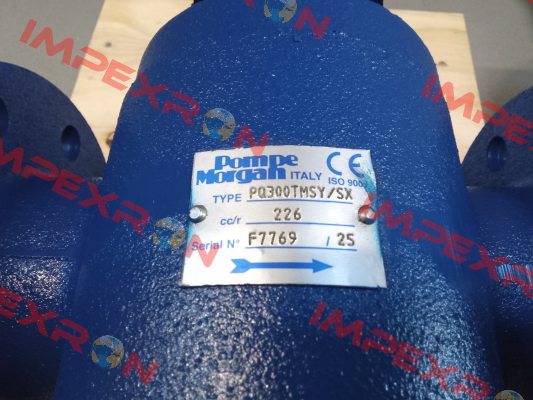 Pompe
Morgan ITALY CE
ISO 9001
TYPE PQ300TMSY/SX
cc/r 226
Serial N° F7769 / 25
IMPEXRON
IMPEXRON
IMPEXRON
IMPEXRON
IMPEXRON
IMPEXRON